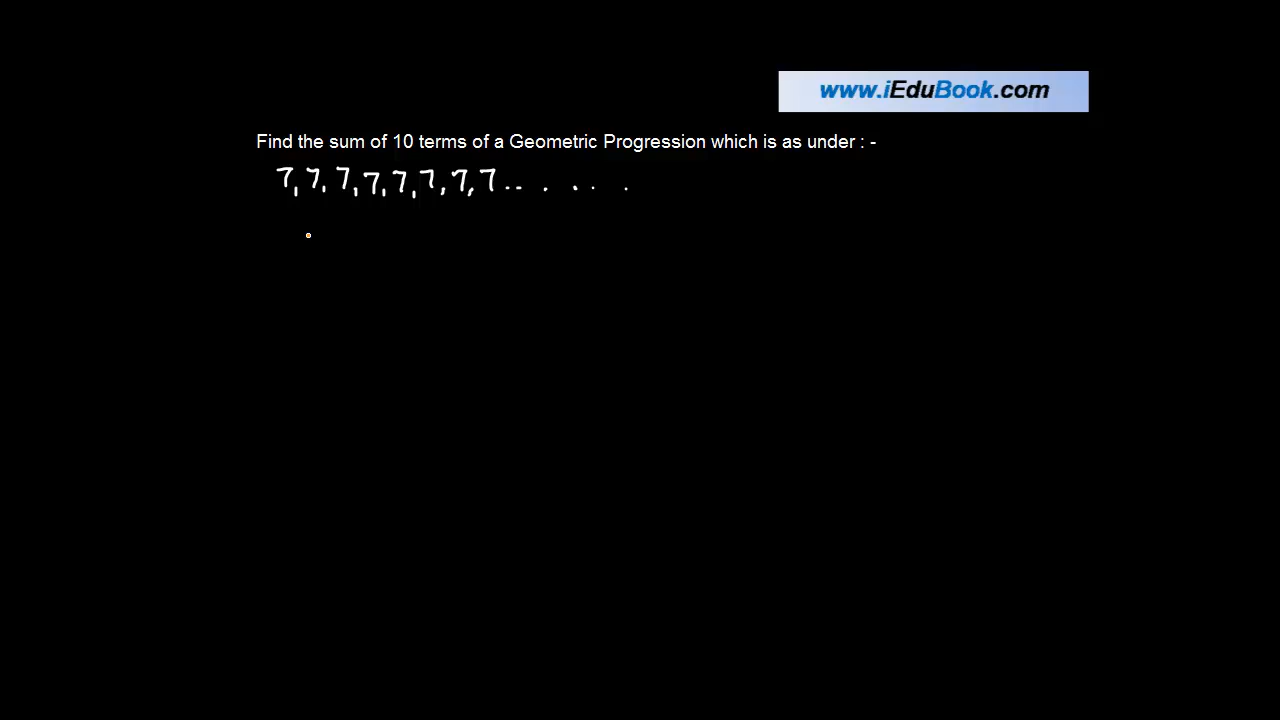 www.iEduBook.com
Find the sum of 10 terms of a Geometric Progression which is as under : -
7, 7, 7, 7, 7, 7, 7, 7 .. . . . .